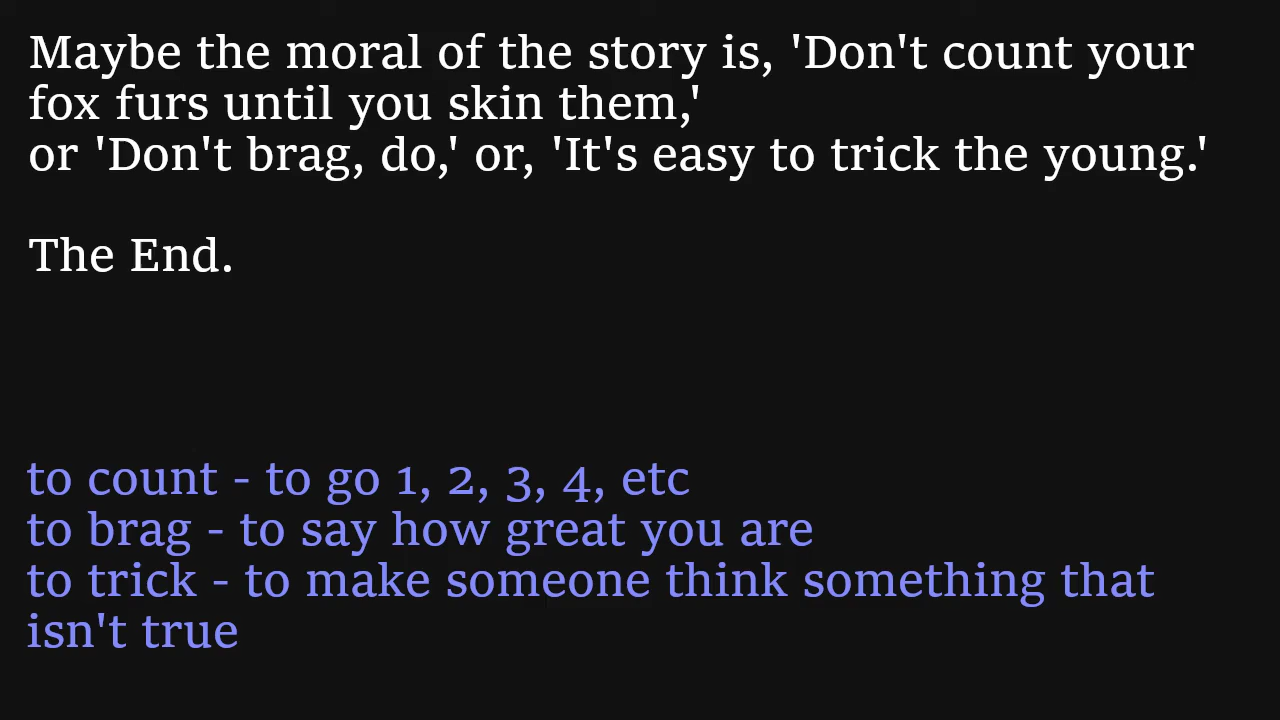 Maybe the moral of the story is, 'Don't count your
fox furs until you skin them,'
or 'Don't brag, do,' or, 'It's easy to trick the young.'
The End.
to count - to go 1, 2, 3, 4, etc
to brag - to say how great you are
to trick - to make someone think something that
isn't true